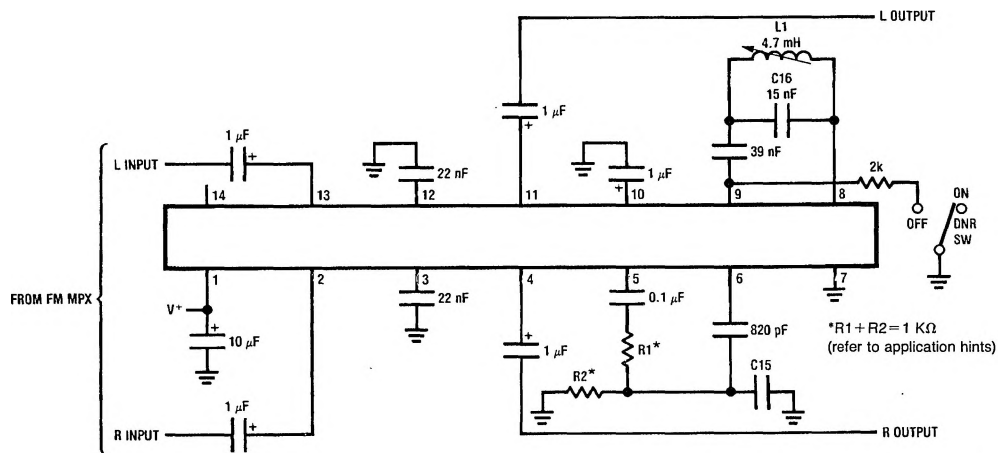 L OUTPUT
L1
4.7 mH
C16
15 nF
1 μF
+
1 μF
+
L INPUT
22 nF
1 μF
+
39 nF
2k
14
13
12
11
10
9
8
OFF
ON
DNR
SW
FROM FM MPX
1
2
3
4
5
6
7
V+
+
10 μF
22 nF
+
1 μF
0.1 μF
R1*
820 pF
*R1+R2=1 KΩ
(refer to application hints)
R2*
C15
1 μF
+
R INPUT
R OUTPUT